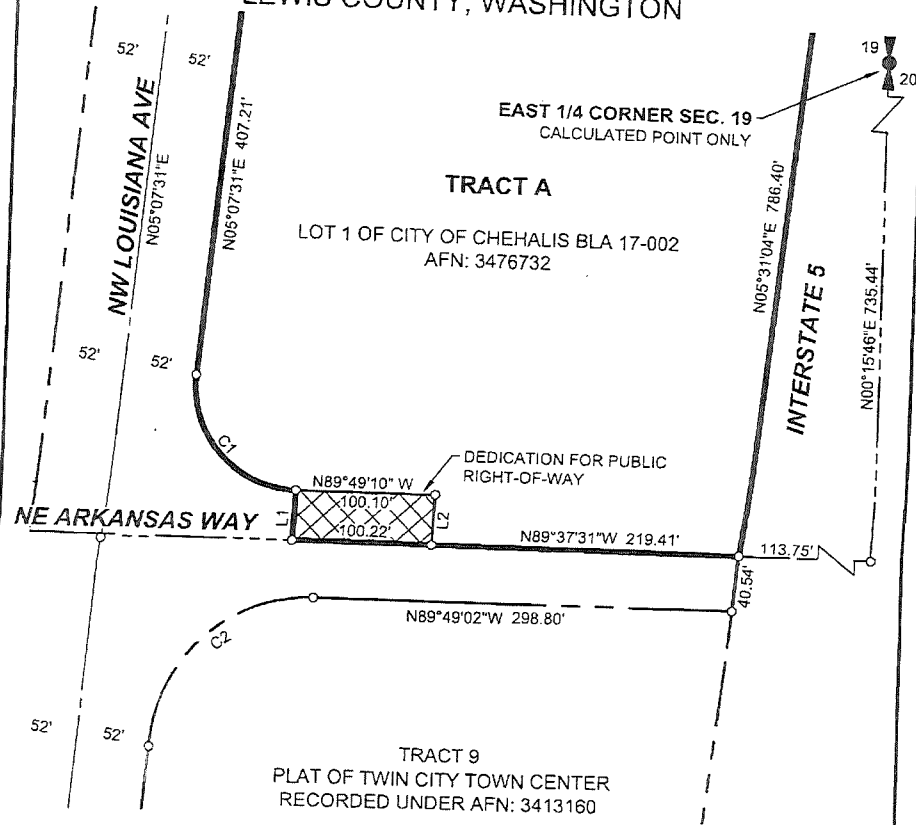 LEWIS COUNTY, WASHINGTON
52'
52'
19
20
EAST 1/4 CORNER SEC. 19
CALCULATED POINT ONLY
NW LOUISIANA AVE
N05°07'31"E
N05°07'31"E 407.21'
TRACT A
LOT 1 OF CITY OF CHEHALIS BLA 17-002
AFN: 3476732
N05°31'04"E 786.40'
INTERSTATE 5
N00°15'46"E 735.44'
52'
52'
C1
DEDICATION FOR PUBLIC
RIGHT-OF-WAY
N89°49'10" W
100.10'
L1
L2
100.22'
NE ARKANSAS WAY
N89°37'31"W 219.41'
113.75'
40.54'
N89°49'02"W 298.80'
C2
52'
52'
TRACT 9
PLAT OF TWIN CITY TOWN CENTER
RECORDED UNDER AFN: 3413160